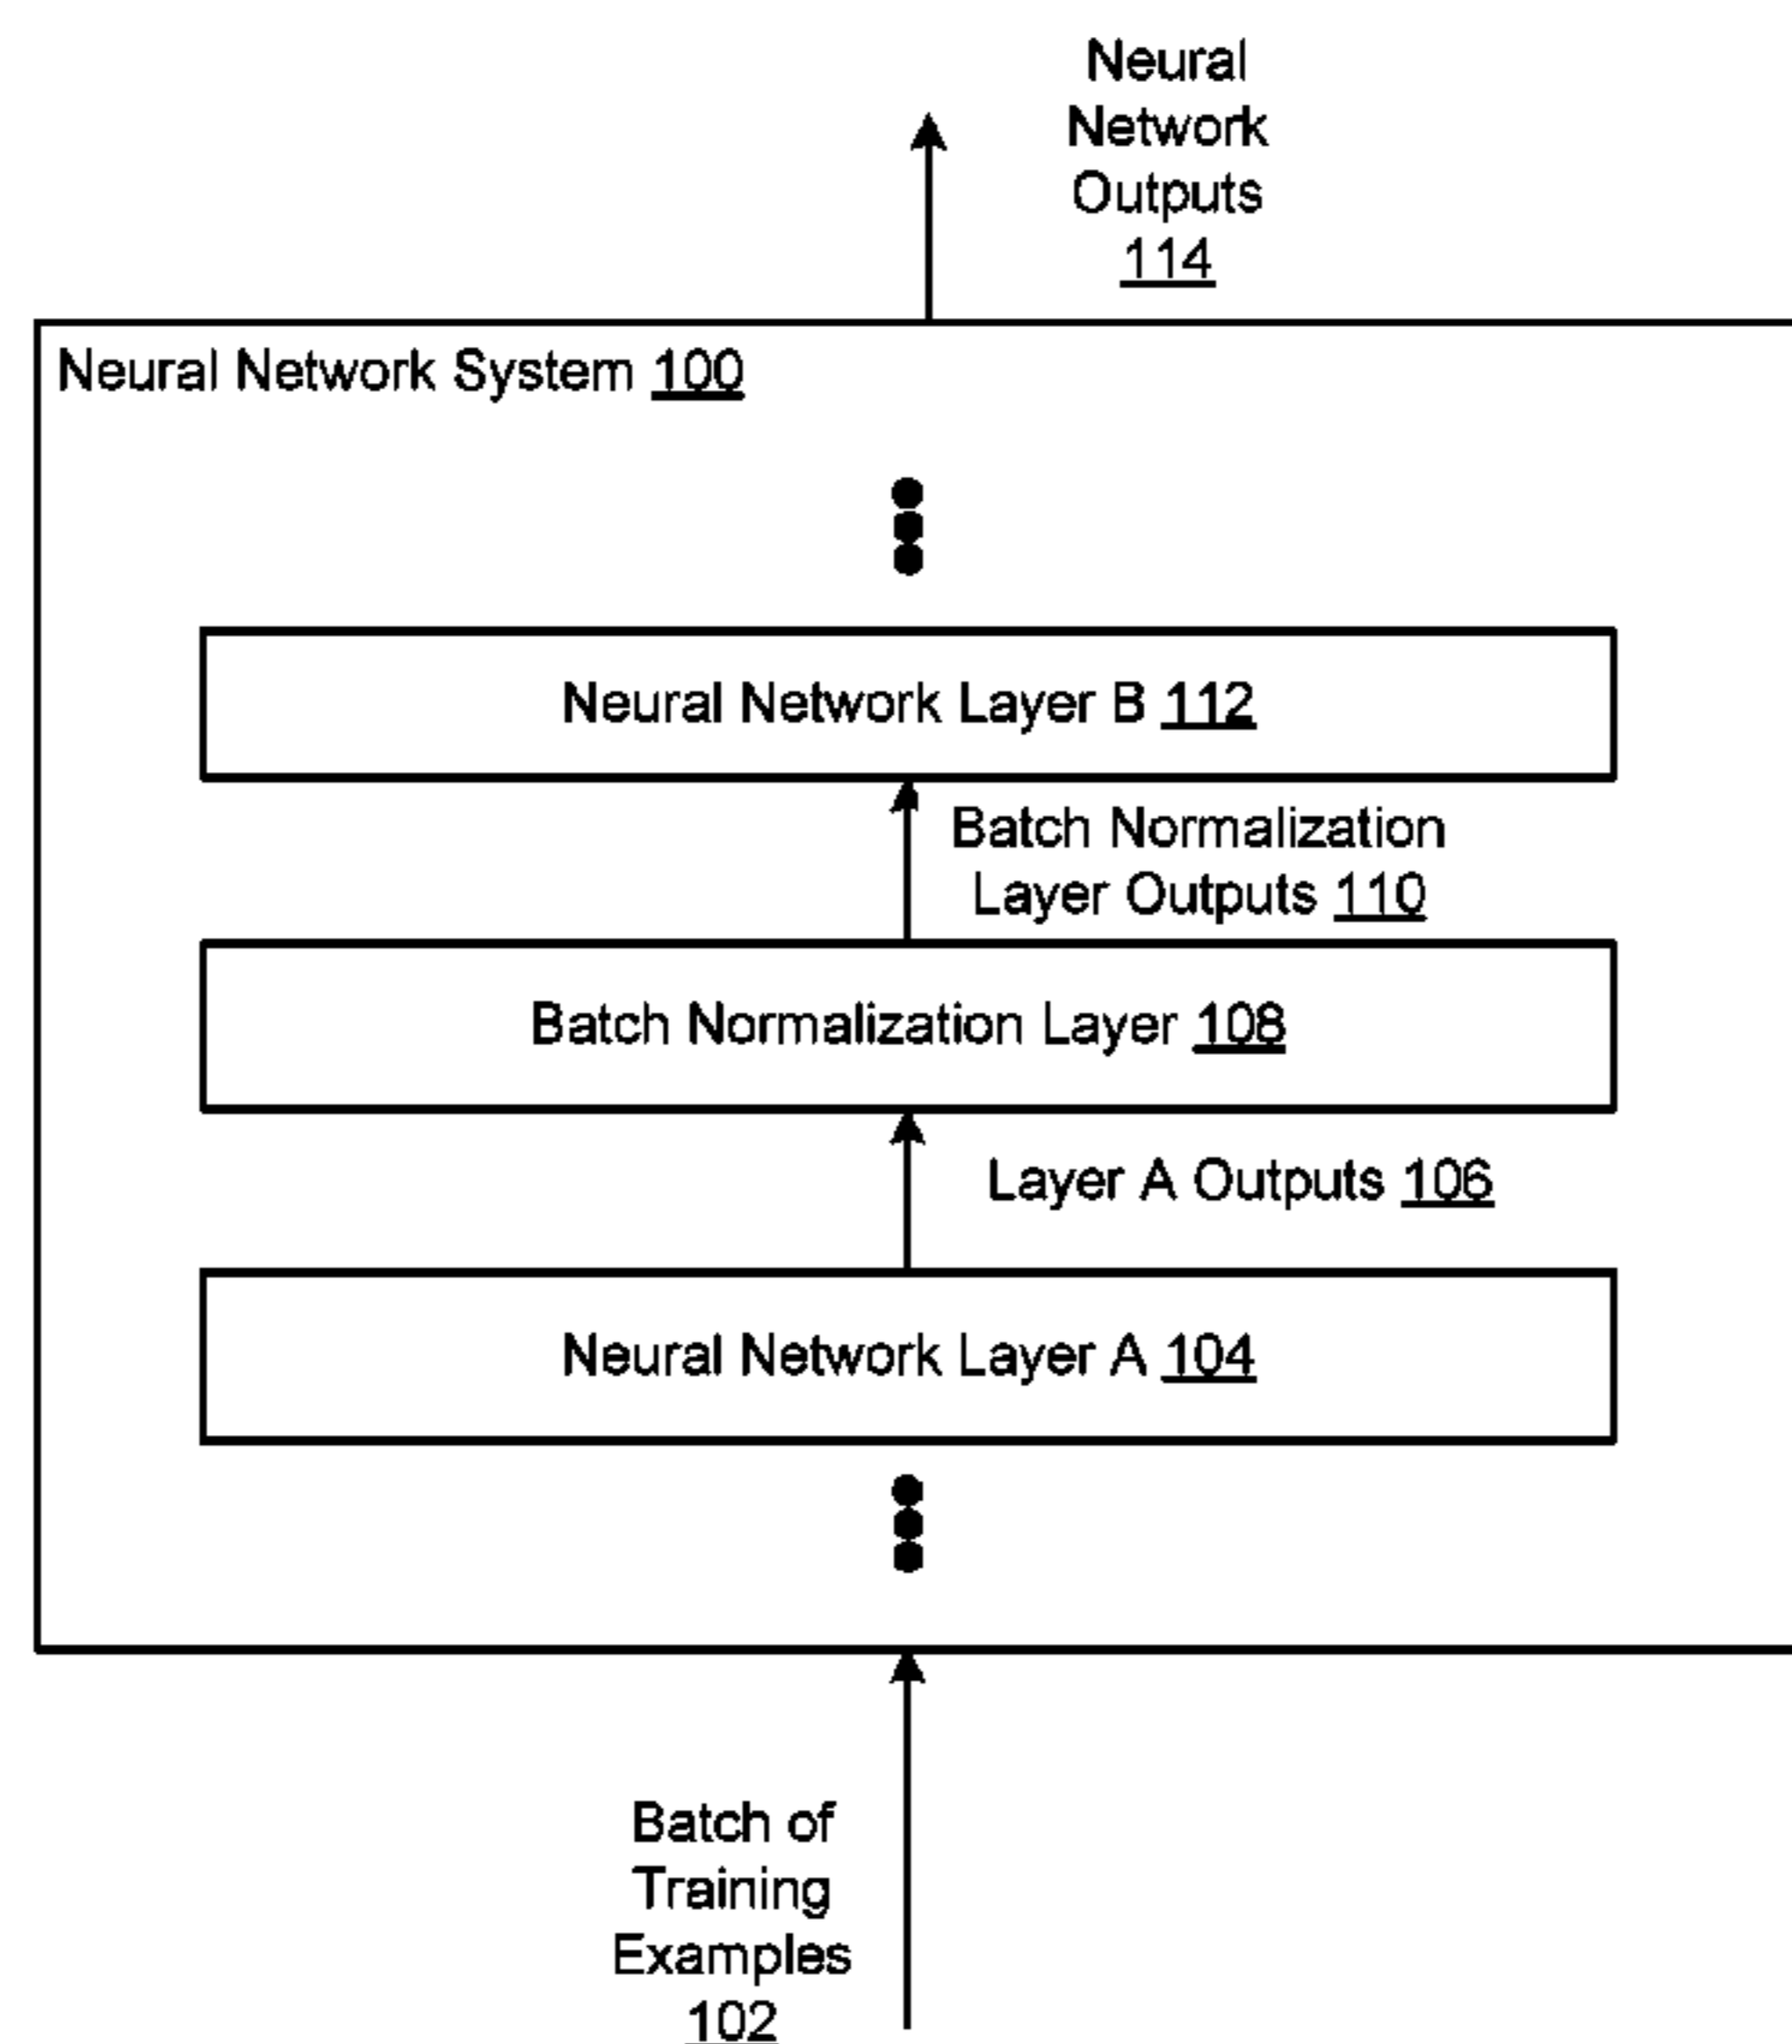 Neural
Network
Outputs
114
Neural Network System 100
Neural Network Layer B 112
Batch Normalization
Layer Outputs 110
Batch Normalization Layer 108
Layer A Outputs 106
Neural Network Layer A 104
Batch of
Training
Examples
102